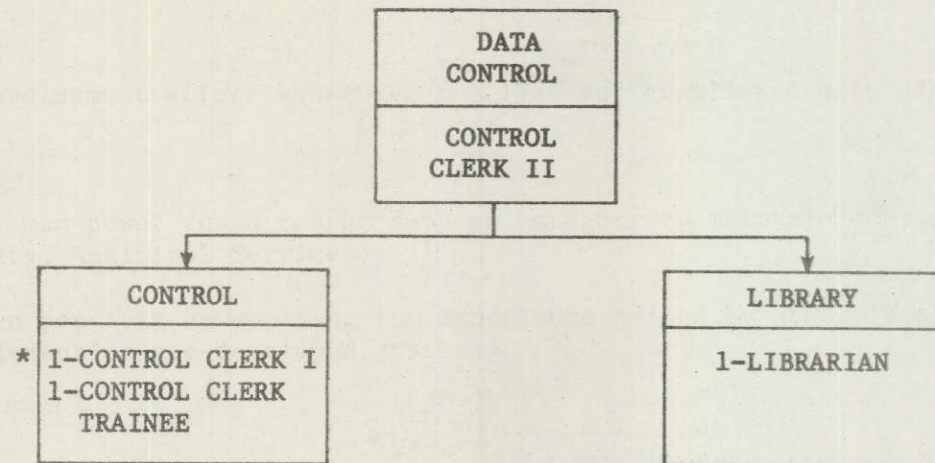 DATA
CONTROL
CONTROL
CLERK II
CONTROL
* 1-CONTROL CLERK I
1-CONTROL CLERK
TRAINEE
LIBRARY
1-LIBRARIAN